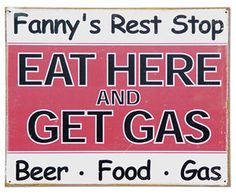 Fanny's Rest Stop
EAT HERE
AND
GET GAS
Beer · Food · Gas